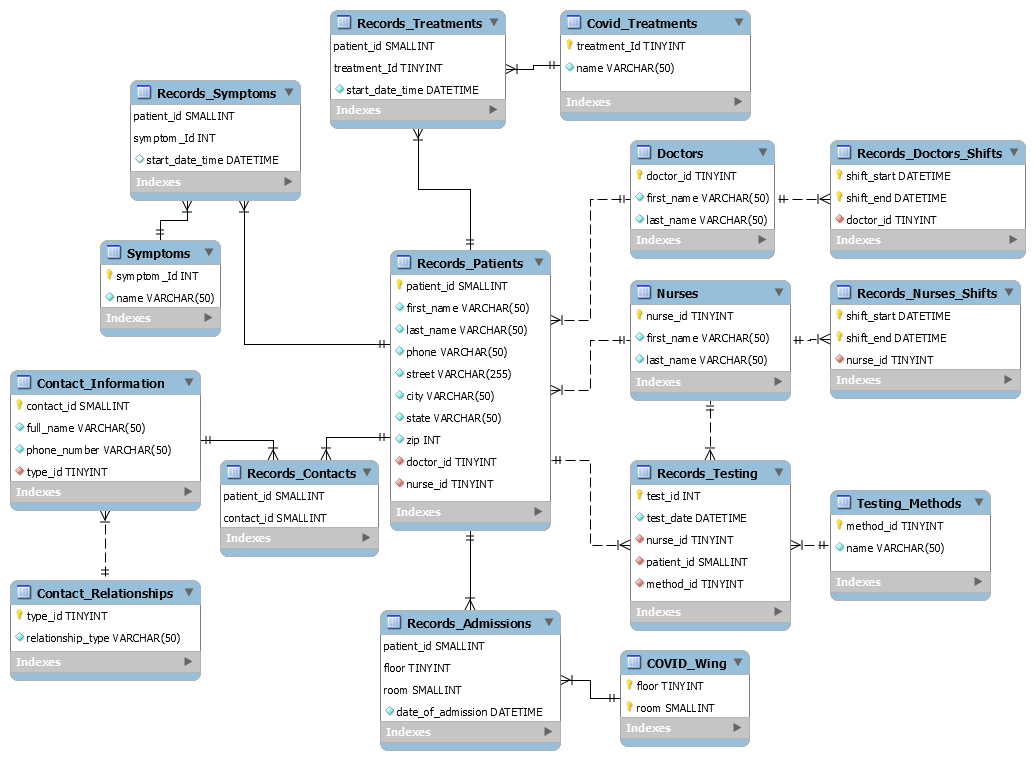 Records_Treatments
patient_id SMALLINT
treatment_Id TINYINT
start_date_time DATETIME
Indexes
Covid_Treatments
treatment_Id TINYINT
name VARCHAR(50)
Indexes
Records_Symptoms
patient_id SMALLINT
symptom_Id INT
start_date_time DATETIME
Indexes
Doctors
doctor_id TINYINT
first_name VARCHAR(50)
last_name VARCHAR(50)
Indexes
Records_Doctors_Shifts
shift_start DATETIME
shift_end DATETIME
doctor_id TINYINT
Indexes
Symptoms
symptom_Id INT
name VARCHAR(50)
Indexes
Records_Patients
patient_id SMALLINT
first_name VARCHAR(50)
last_name VARCHAR(50)
phone VARCHAR(50)
street VARCHAR(255)
city VARCHAR(50)
state VARCHAR(50)
zip INT
doctor_id TINYINT
nurse_id TINYINT
Indexes
Nurses
nurse_id TINYINT
first_name VARCHAR(50)
last_name VARCHAR(50)
Indexes
Records_Nurses_Shifts
shift_start DATETIME
shift_end DATETIME
nurse_id TINYINT
Indexes
Contact_Information
contact_id SMALLINT
full_name VARCHAR(50)
phone_number VARCHAR(50)
type_id TINYINT
Indexes
Records_Contacts
patient_id SMALLINT
contact_id SMALLINT
Indexes
Records_Testing
test_id INT
test_date DATETIME
nurse_id TINYINT
patient_id SMALLINT
method_id TINYINT
Indexes
Testing_Methods
method_id TINYINT
name VARCHAR(50)
Indexes
Contact_Relationships
type_id TINYINT
relationship_type VARCHAR(50)
Indexes
Records_Admissions
patient_id SMALLINT
floor TINYINT
room SMALLINT
date_of_admission DATETIME
Indexes
COVID_Wing
floor TINYINT
room SMALLINT
Indexes